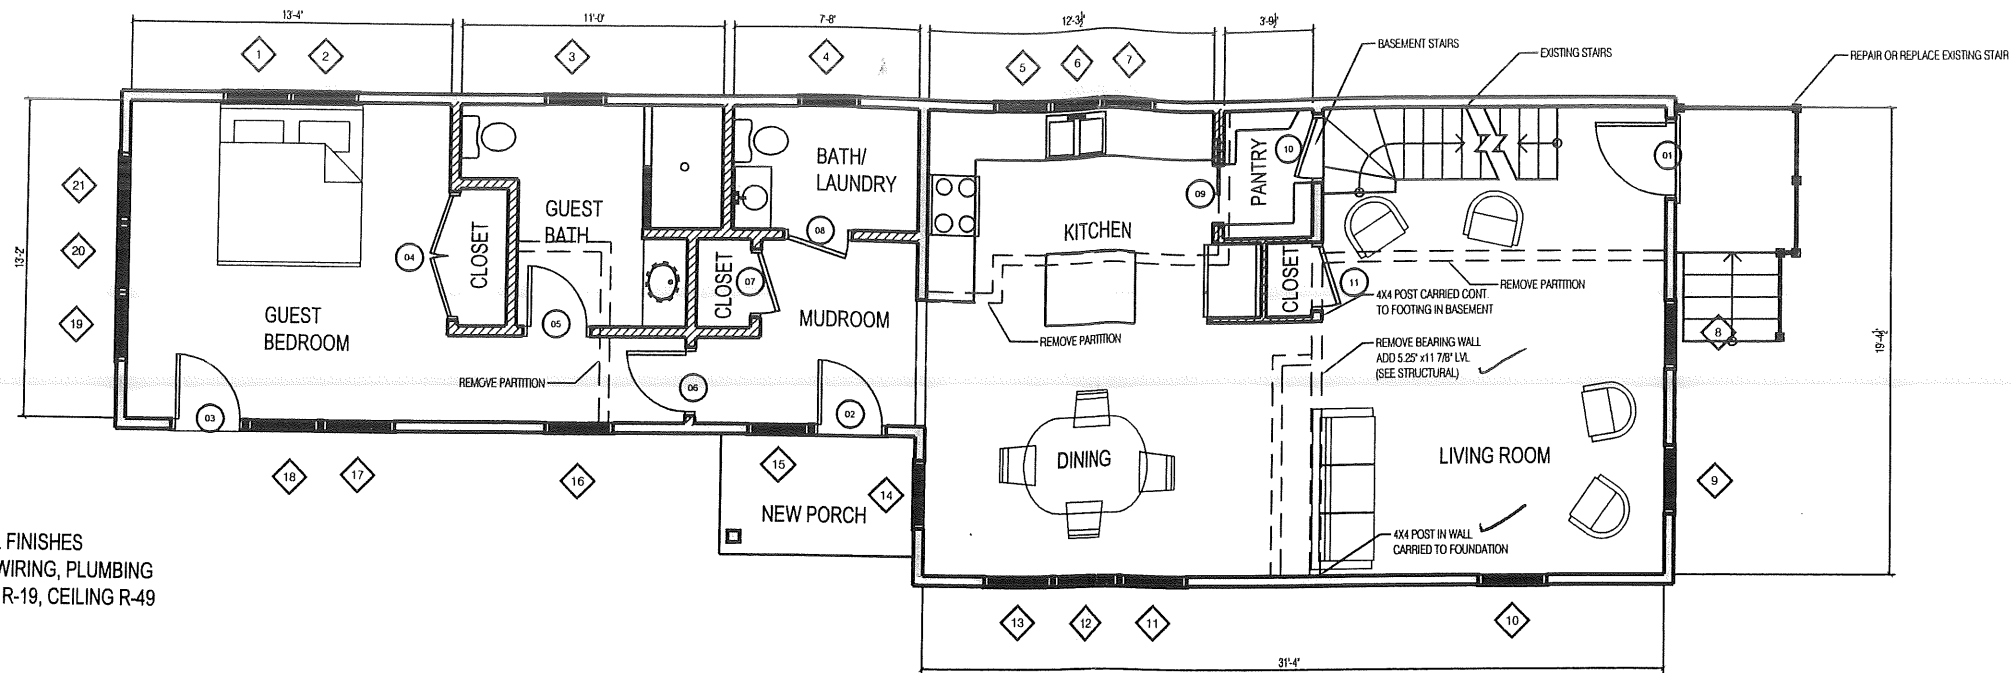 13'-4"
11'-0"
7'-8"
12'-3½"
3'-9½"
1
2
3
4
5
6
7
BASEMENT STAIRS
EXISTING STAIRS
REPAIR OR REPLACE EXISTING STAIR
13'-2"
19'-4½"
21
20
19
GUEST
BEDROOM
CLOSET
04
GUEST
BATH
05
BATH/
LAUNDRY
08
CLOSET
07
MUDROOM
06
02
03
REMOVE PARTITION
KITCHEN
09
PANTRY
10
01
CLOSET
11
REMOVE PARTITION
REMOVE PARTITION
4X4 POST CARRIED CONT.
TO FOOTING IN BASEMENT
REMOVE BEARING WALL
ADD 5.25" x11 7/8" LVL
(SEE STRUCTURAL)
8
9
DINING
LIVING ROOM
4X4 POST IN WALL
CARRIED TO FOUNDATION
18
17
16
15
14
NEW PORCH
FINISHES
WIRING, PLUMBING
R-19, CEILING R-49
13
12
11
10
31'-4"